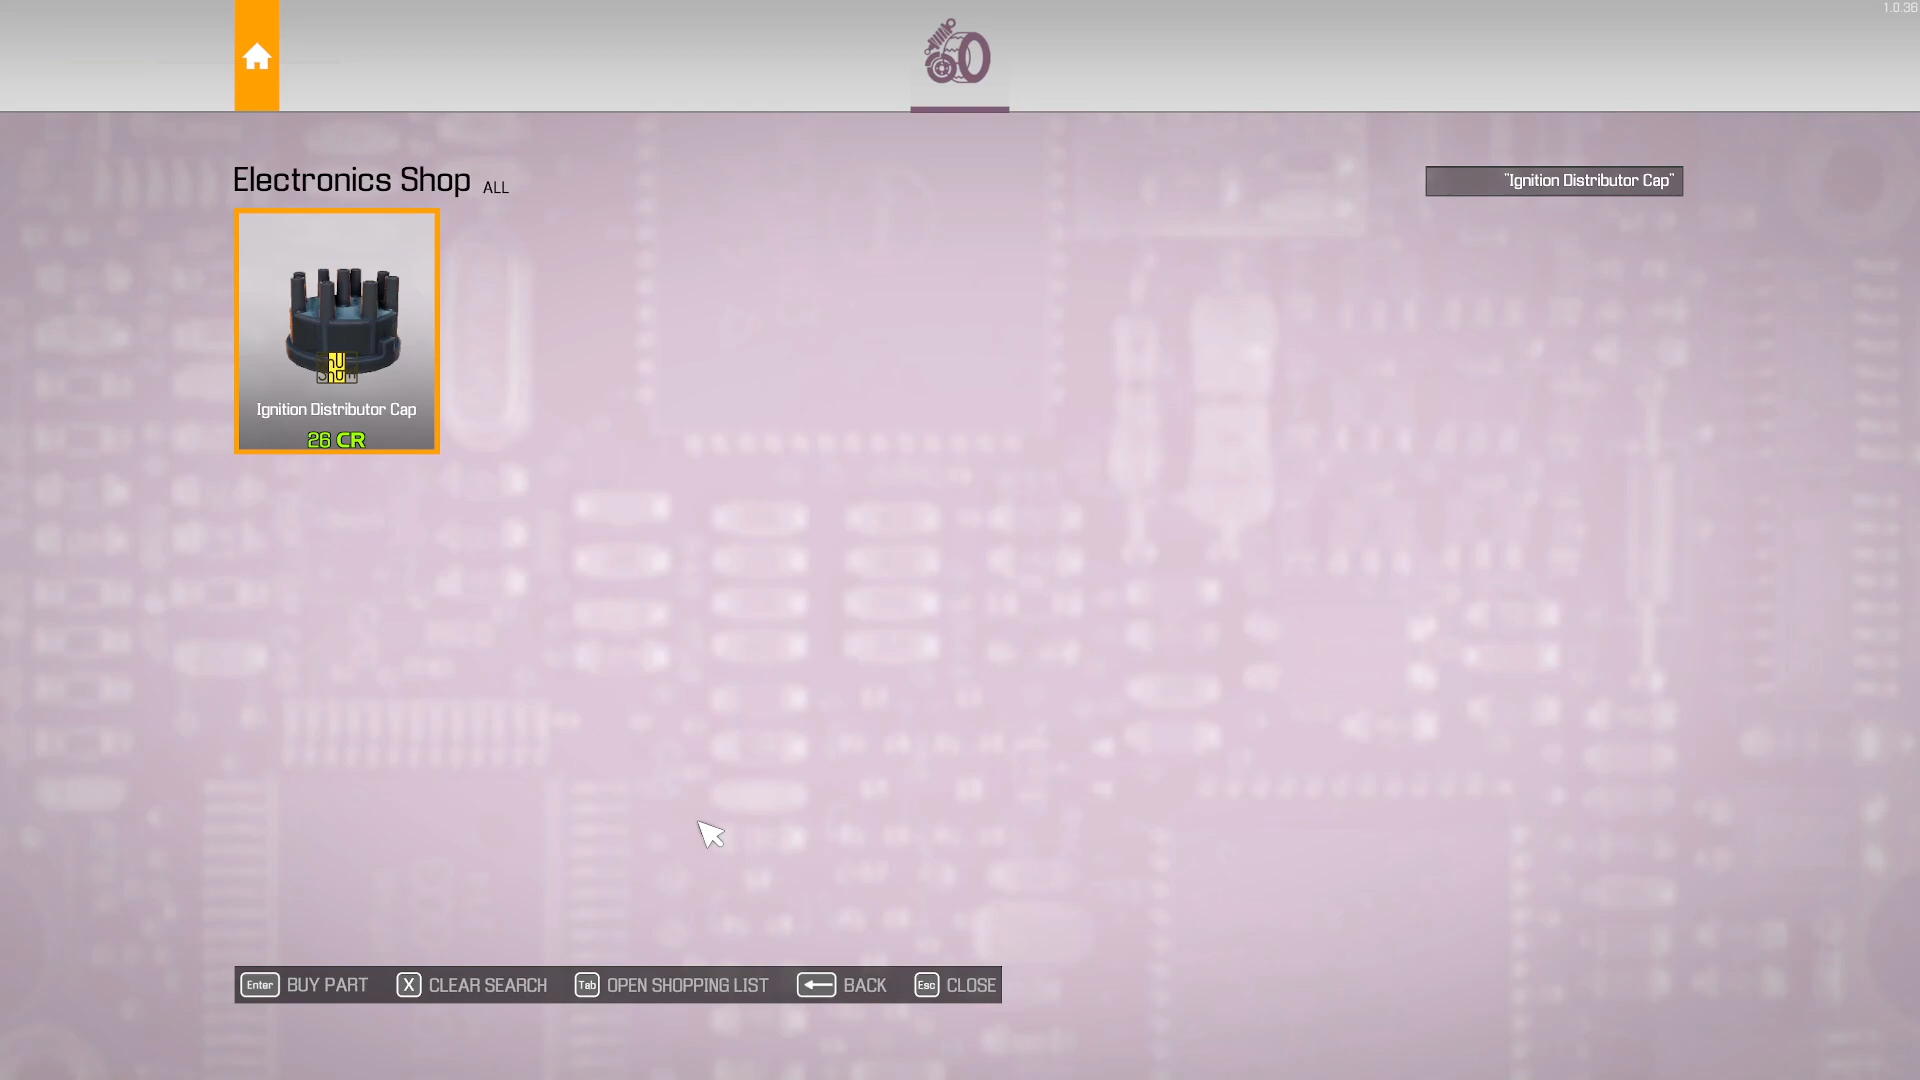 1.0.36
Electronics Shop ALL
"Ignition Distributor Cap"
Ignition Distributor Cap
26 CR
Enter BUY PART X CLEAR SEARCH Tab OPEN SHOPPING LIST BACK Esc CLOSE